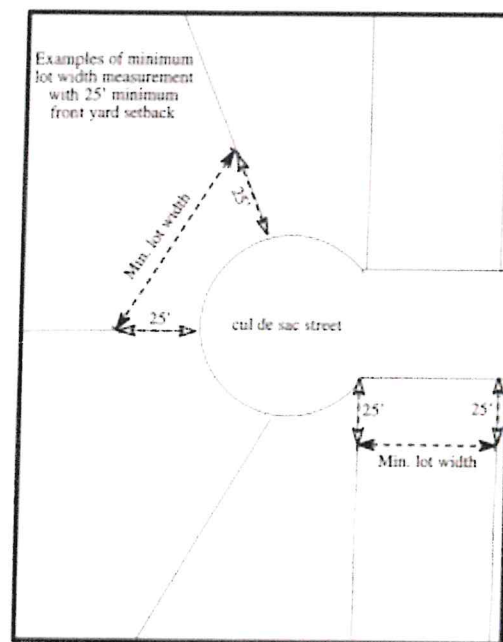 Examples of minimum
lot width measurement
with 25' minimum
front yard setback
25'
Min. lot width
25'
cul de sac street
25'
25'
Min. lot width